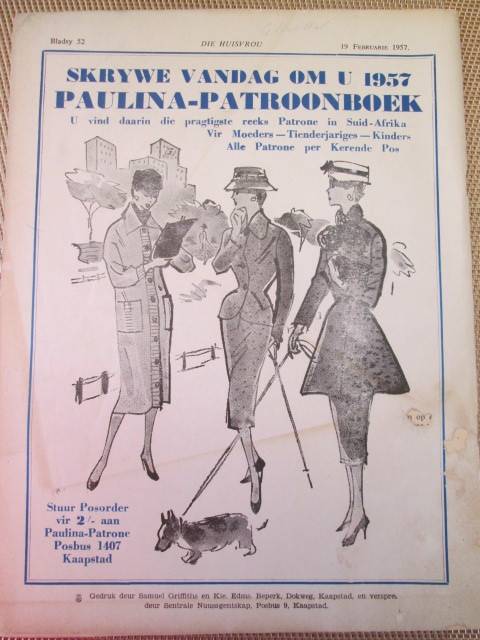 Bladsy 52
DIE HUISVROU
19 FEBRUARIE 1957.
SKRYWE VANDAG OM U 1957
PAULINA-PATROONBOEK
U vind daarin die pragtigste reeks Patrone in Suid-Afrika
Vir Moeders — Tienderjariges — Kinders
Alle Patrone per Kerende Pos
op
Stuur Posorder
vir 2/- aan
Paulina-Patrone
Posbus 1407
Kaapstad
Gedruk deur Samuel Griffiths en Kie. Edms. Beperk, Dokweg, Kaapstad, en verspre
deur Sentrale Nuusagentskap, Posbus 9, Kaapstad.